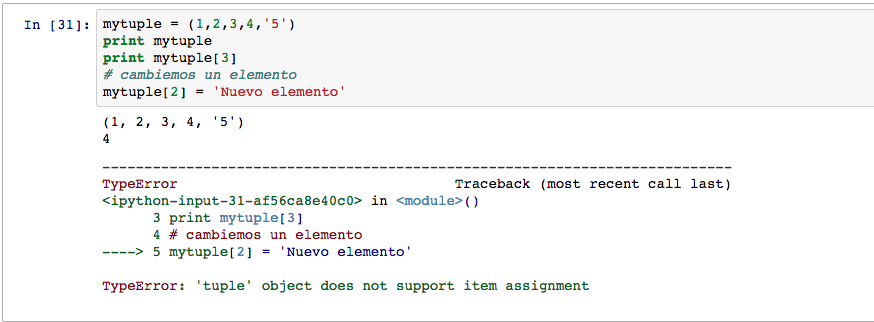 In [31]: mytuple = (1,2,3,4,'5')
print mytuple
print mytuple[3]
# cambiemos un elemento
mytuple[2] = 'Nuevo elemento'
(1, 2, 3, 4, '5')
4
---------------------------------------------------------------------------
TypeError                                 Traceback (most recent call last)
<ipython-input-31-af56ca8e40c0> in <module>()
      3 print mytuple[3]
      4 # cambiemos un elemento
----> 5 mytuple[2] = 'Nuevo elemento'
TypeError: 'tuple' object does not support item assignment